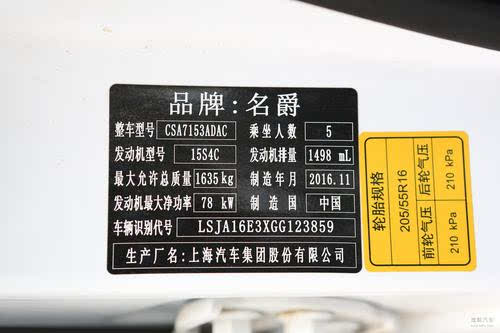 品牌:名爵
整车型号 CSA7153ADAC 乘坐人数 5
发动机型号 15S4C 发动机排量 1498 mL
最大允许总质量 1635kg 制造年月 2016.11
发动机最大净功率 78 kW 制造国 中国
车辆识别代号 LSJA16E3XGG123859
生产厂名:上海汽车集团股份有限公司
轮胎规格
205/55R16
前轮气压 后轮气压
210 kPa 210 kPa